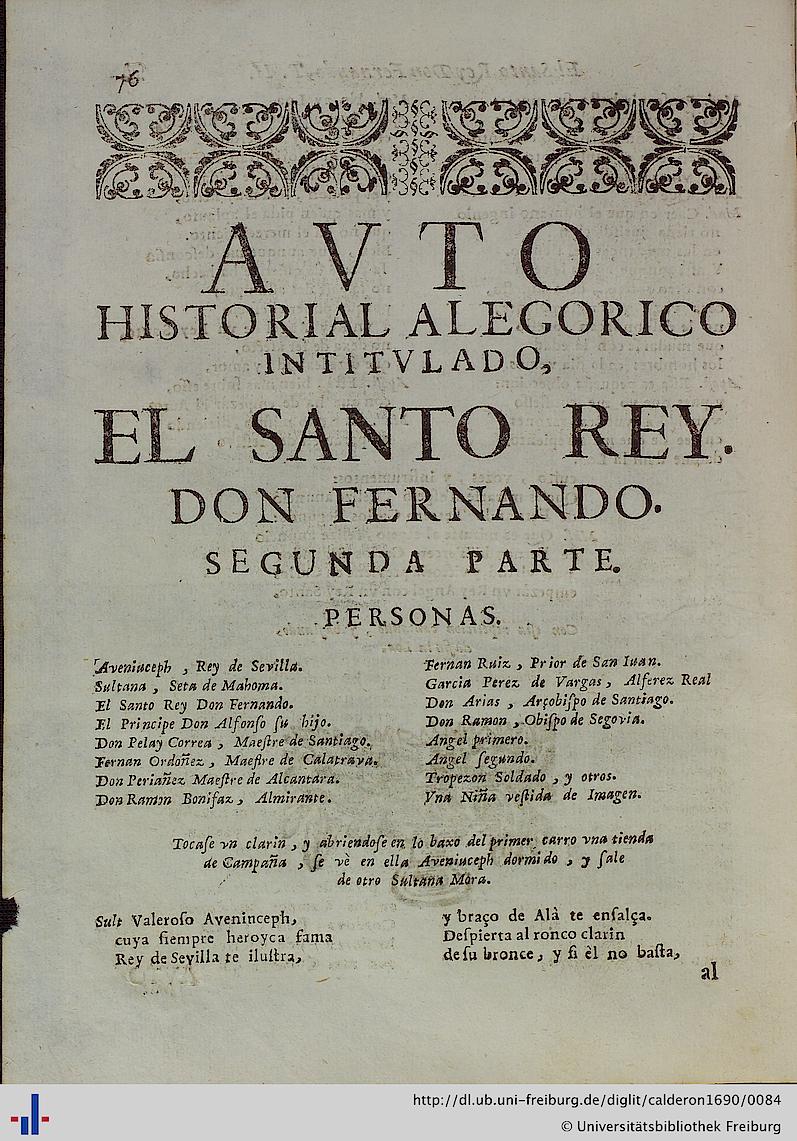 76
AVTO
HISTORIAL ALEGORICO
INTITVLADO,
EL SANTO REY.
DON FERNANDO.
SEGUNDA PARTE.
PERSONAS.
Aveniuceph, Rey de Sevilla.
Sultana, Seta de Mahoma.
El Santo Rey Don Fernando.
El Principe Don Alfonſo ſu hijo.
Don Pelay Correa, Maeſtre de Santiago.
Fernan Ordoñez, Maeſtre de Calatrava.
Don Periañez Maeſtre de Alcantara.
Don Ramon Bonifaz, Almirante.
Fernan Ruiz, Prior de San Iuan.
Garcia Perez de Vargas, Alferez Real
Don Arias, Arçobiſpo de Santiago.
Don Ramon, Obiſpo de Segovia.
Angel primero.
Angel ſegundo.
Tropezon Soldado, y otros.
Vna Niña veſtida de Imagen.
Tocaſe vn clarin, y abriendoſe en lo baxo del primer carro vna tienda
de Campaña, ſe vè en ella Aveniuceph dormido, y ſale
de otro Sultana Mora.
Sult Valeroſo Aveninceph,
cuya ſiempre heroyca fama
Rey de Sevilla te iluſtra,
y braço de Alà te enſalça.
Deſpierta al ronco clarin
de ſu bronce, y ſi èl no baſta,
al
http://dl.ub.uni-freiburg.de/diglit/calderon1690/0084
© Universitätsbibliothek Freiburg